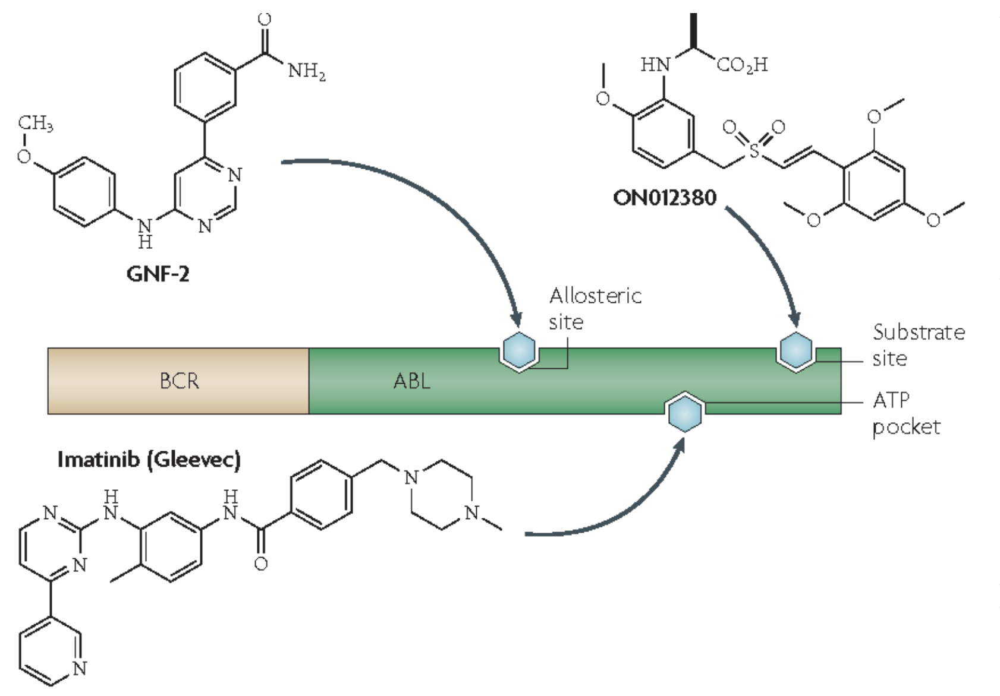 O
NH2
CH3
O
N
N
H
N
GNF-2
HN
CO2H
O
O
O
S
O
O
O
ON012380
Allosteric
site
Substrate
site
BCR
ABL
ATP
pocket
Imatinib (Gleevec)
N
H
N
H
N
N
N
N
O
N